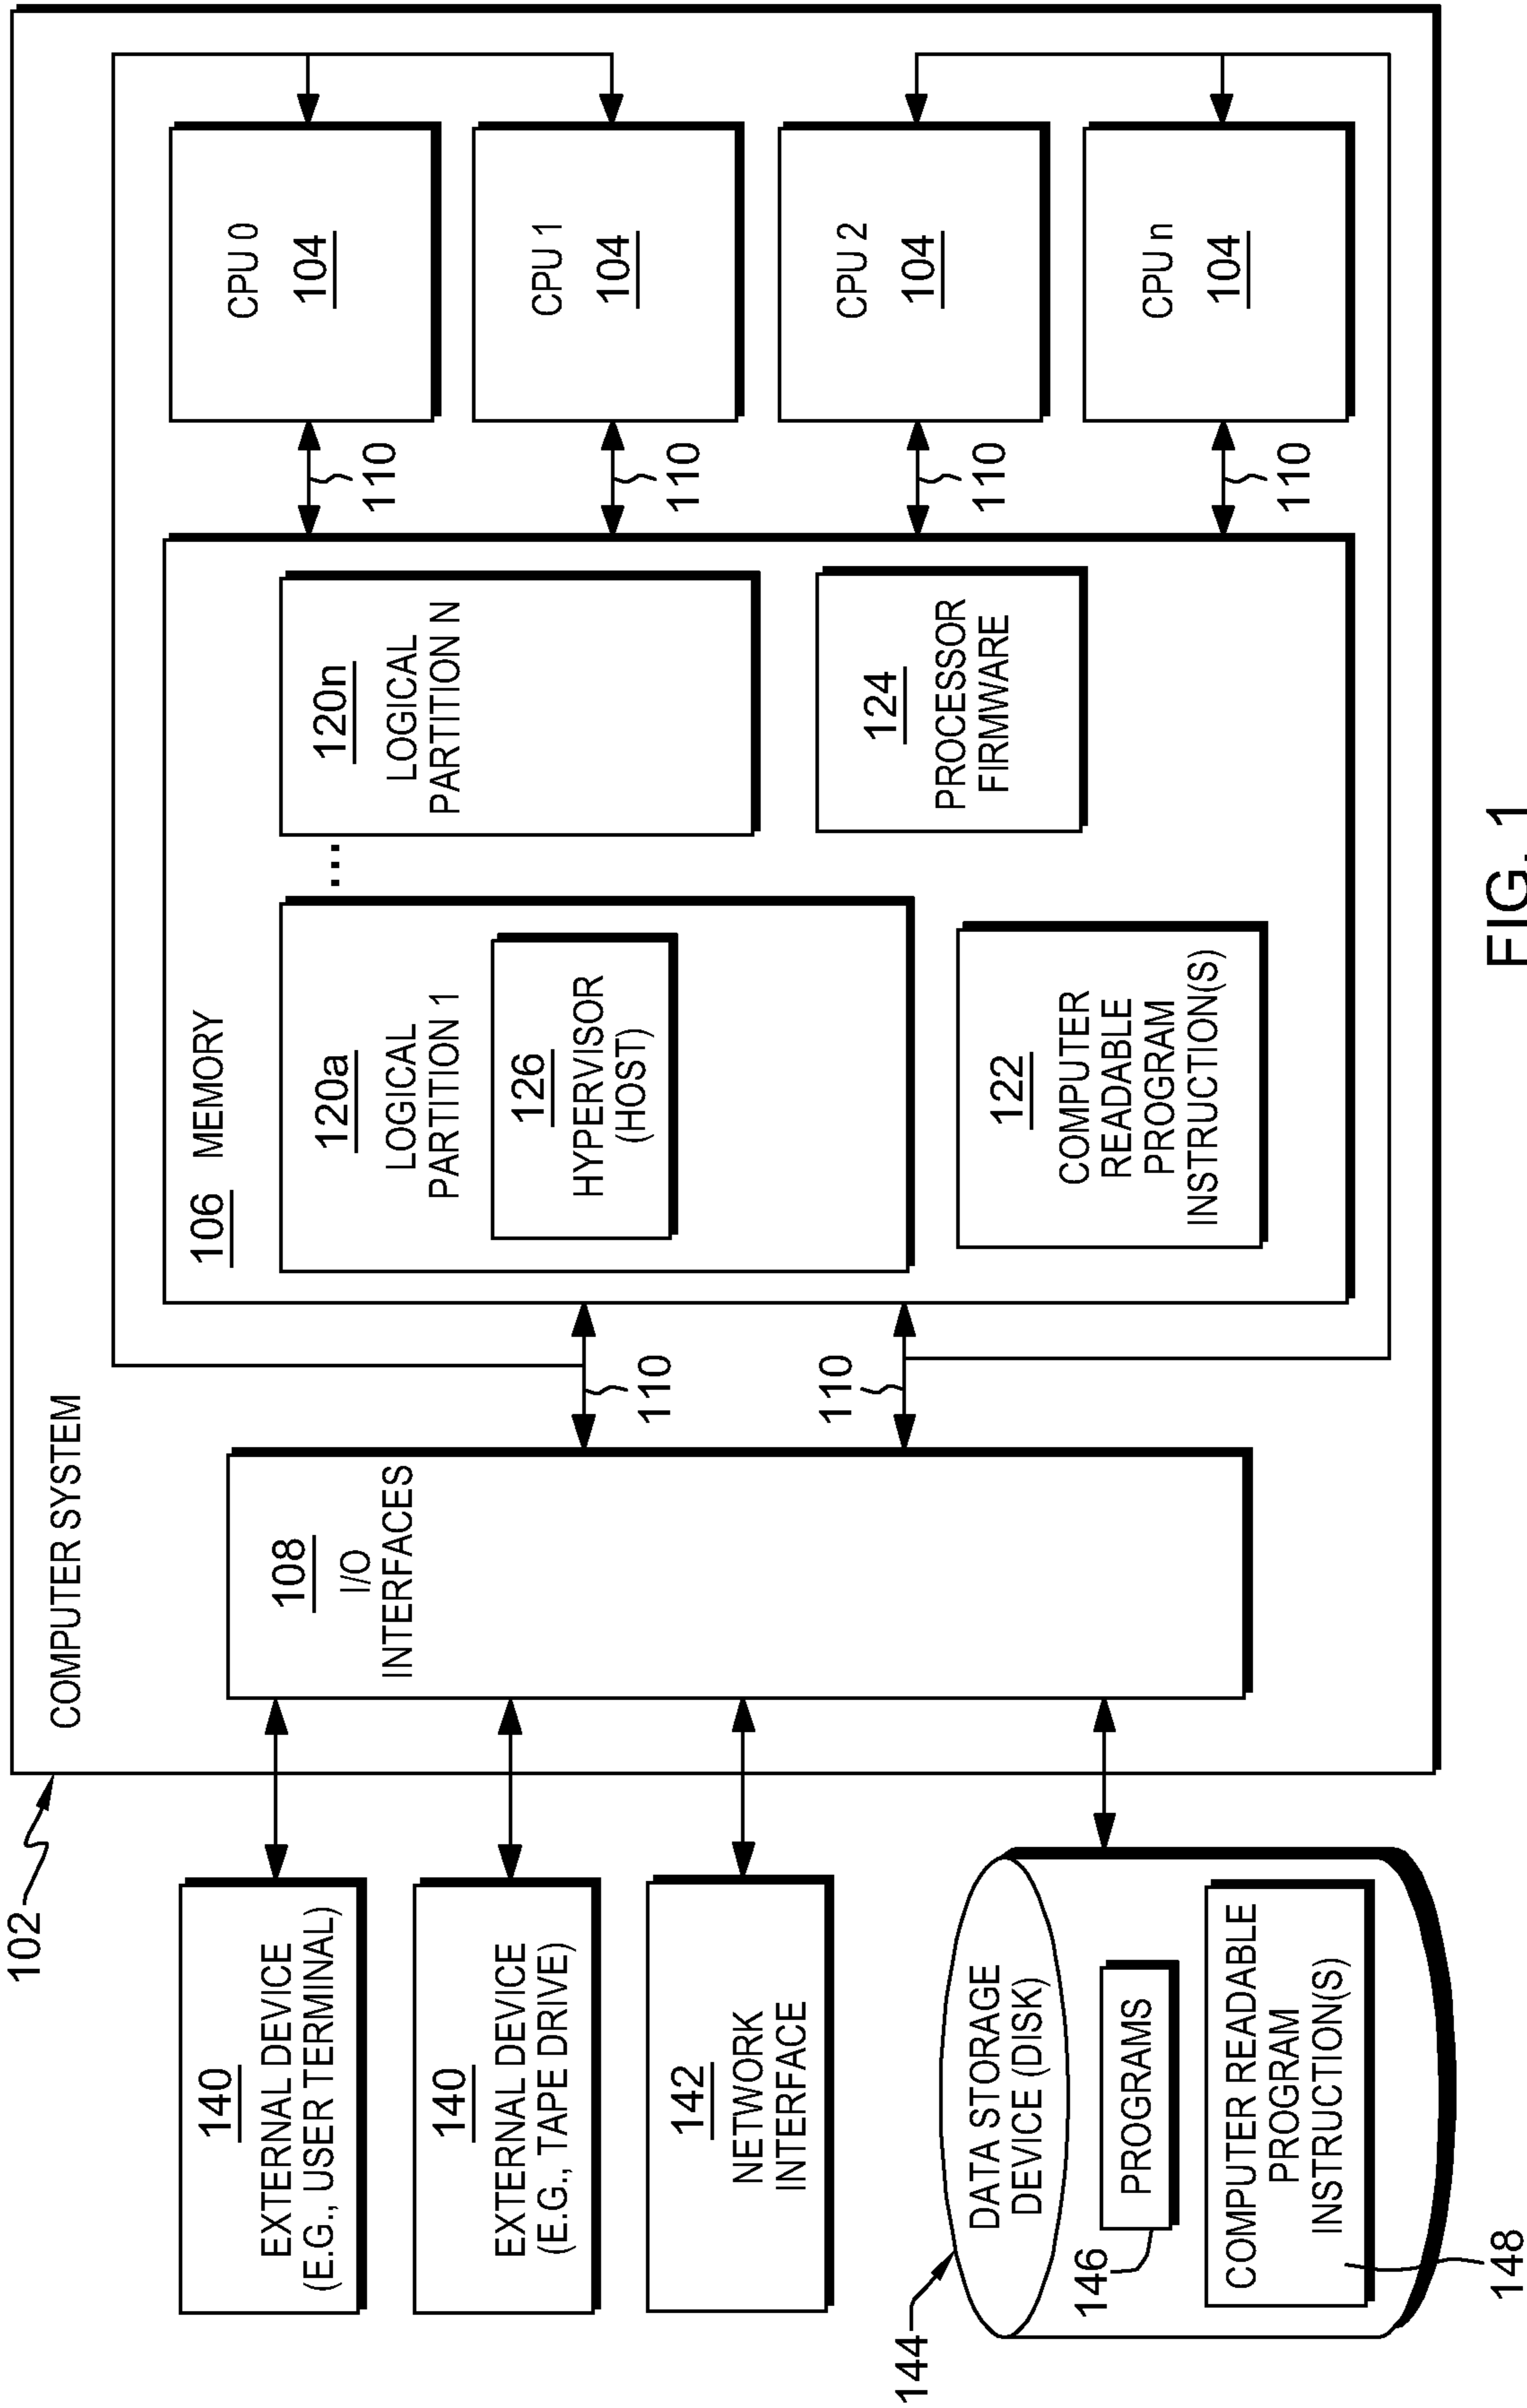 102
COMPUTER SYSTEM
140
EXTERNAL DEVICE
(E.G., USER TERMINAL)
140
EXTERNAL DEVICE
(E.G., TAPE DRIVE)
142
NETWORK
INTERFACE
144
DATA STORAGE
DEVICE (DISK)
146
PROGRAMS
COMPUTER READABLE
PROGRAM
INSTRUCTION(S)
148
108
I/O
INTERFACES
110
110
106 MEMORY
120a
LOGICAL
PARTITION 1
126
HYPERVISOR
(HOST)
...
120n
LOGICAL
PARTITION N
122
COMPUTER
READABLE
PROGRAM
INSTRUCTION(S)
124
PROCESSOR
FIRMWARE
110
110
110
110
CPU 0
104
CPU 1
104
CPU 2
104
CPU n
104
FIG. 1